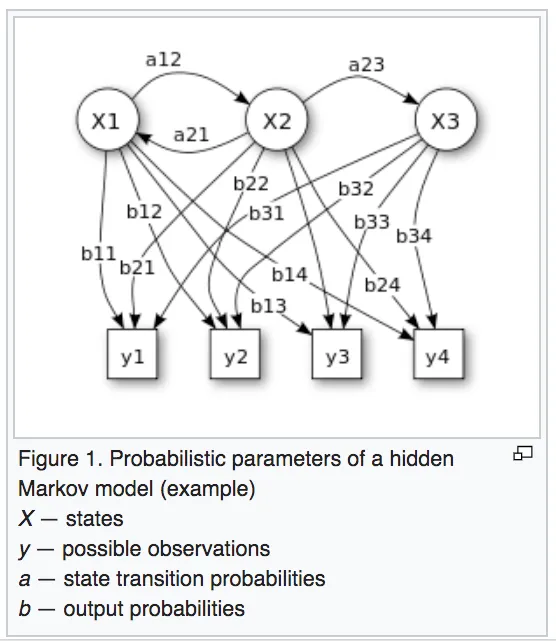 a12
a23
X1
X2
X3
a21
b22
b32
b12
b31
b33
b34
b11
b21
b14
b24
b13
y1
y2
y3
y4
Figure 1. Probabilistic parameters of a hidden
Markov model (example)
X — states
y — possible observations
a — state transition probabilities
b — output probabilities